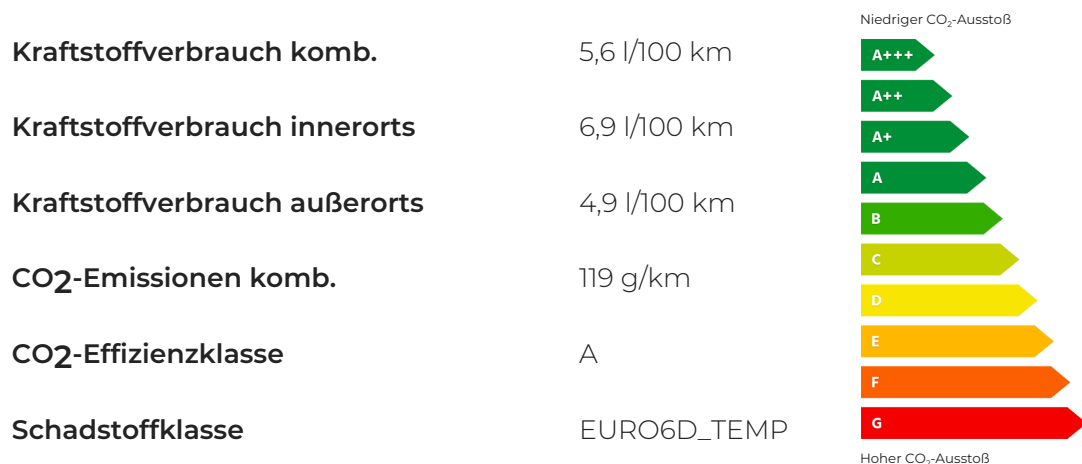 Niedriger CO₂-Ausstoß
Kraftstoffverbrauch komb. 5,6 l/100 km
A+++
A++
Kraftstoffverbrauch innerorts 6,9 l/100 km
A+
A
Kraftstoffverbrauch außerorts 4,9 l/100 km
B
C
CO2-Emissionen komb. 119 g/km
D
E
CO2-Effizienzklasse A
F
Schadstoffklasse EURO6D_TEMP
G
Hoher CO₂-Ausstoß